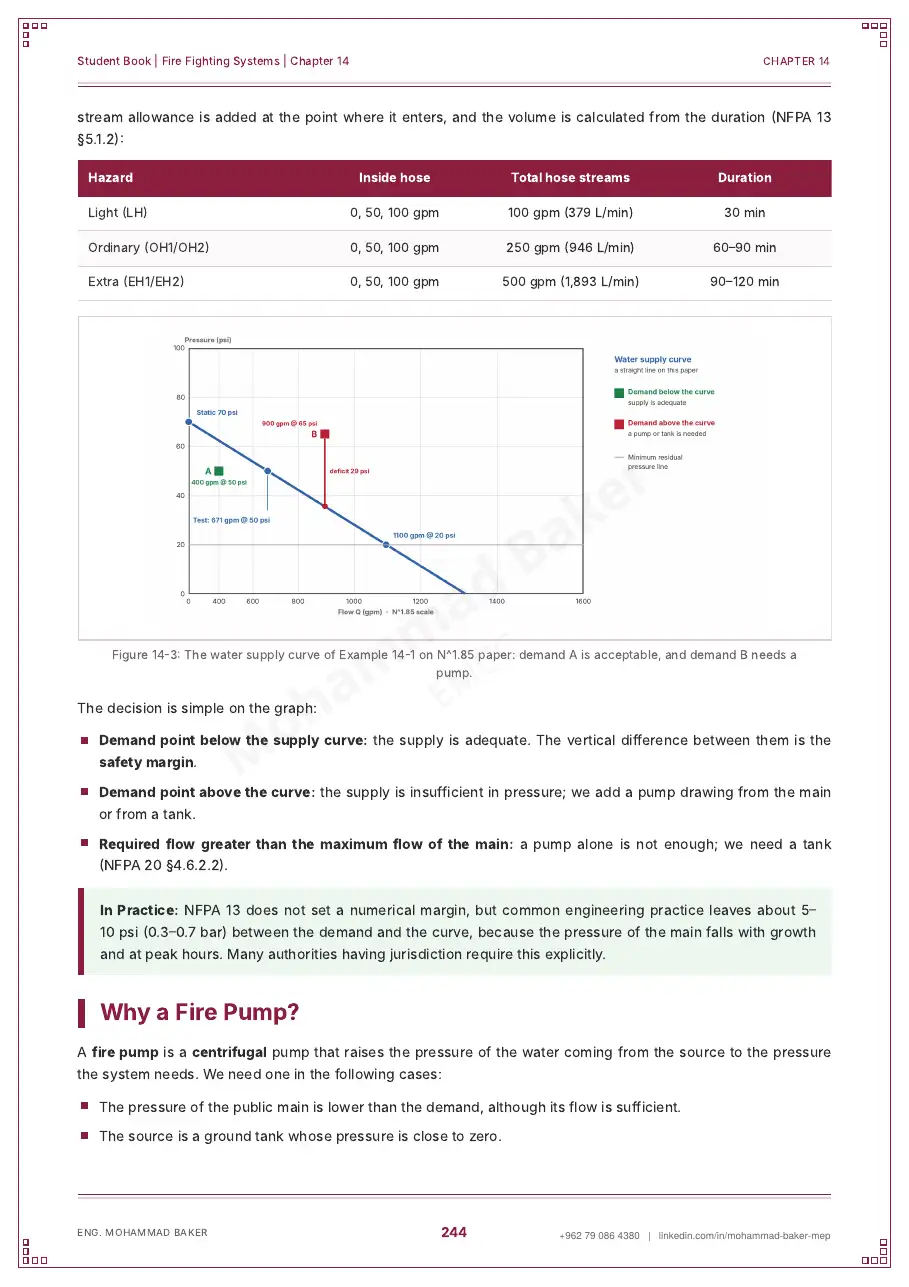 Student Book | Fire Fighting Systems | Chapter 14
CHAPTER 14
stream allowance is added at the point where it enters, and the volume is calculated from the duration (NFPA 13
§5.1.2):
Hazard Inside hose Total hose streams Duration
Light (LH) 0, 50, 100 gpm 100 gpm (379 L/min) 30 min
Ordinary (OH1/OH2) 0, 50, 100 gpm 250 gpm (946 L/min) 60–90 min
Extra (EH1/EH2) 0, 50, 100 gpm 500 gpm (1,893 L/min) 90–120 min
Pressure (psi)
100
80
60
40
20
0
Static 70 psi
900 gpm @ 65 psi
B
A
400 gpm @ 50 psi
deficit 29 psi
Test: 671 gpm @ 50 psi
1100 gpm @ 20 psi
0 400 600 800 1000 1200 1400 1600
Flow Q (gpm) · N^1.85 scale
Water supply curve
a straight line on this paper
Demand below the curve
supply is adequate
Demand above the curve
a pump or tank is needed
Minimum residual
pressure line
Mohammad Baker
Figure 14-3: The water supply curve of Example 14-1 on N^1.85 paper: demand A is acceptable, and demand B needs a
pump.
The decision is simple on the graph:
Demand point below the supply curve: the supply is adequate. The vertical difference between them is the
safety margin.
Demand point above the curve: the supply is insufficient in pressure; we add a pump drawing from the main
or from a tank.
Required flow greater than the maximum flow of the main: a pump alone is not enough; we need a tank
(NFPA 20 §4.6.2.2).
In Practice: NFPA 13 does not set a numerical margin, but common engineering practice leaves about 5–
10 psi (0.3–0.7 bar) between the demand and the curve, because the pressure of the main falls with growth
and at peak hours. Many authorities having jurisdiction require this explicitly.
Why a Fire Pump?
A fire pump is a centrifugal pump that raises the pressure of the water coming from the source to the pressure
the system needs. We need one in the following cases:
The pressure of the public main is lower than the demand, although its flow is sufficient.
The source is a ground tank whose pressure is close to zero.
ENG. MOHAMMAD BAKER
244
+962 79 086 4380 | linkedin.com/in/mohammad-baker-mep